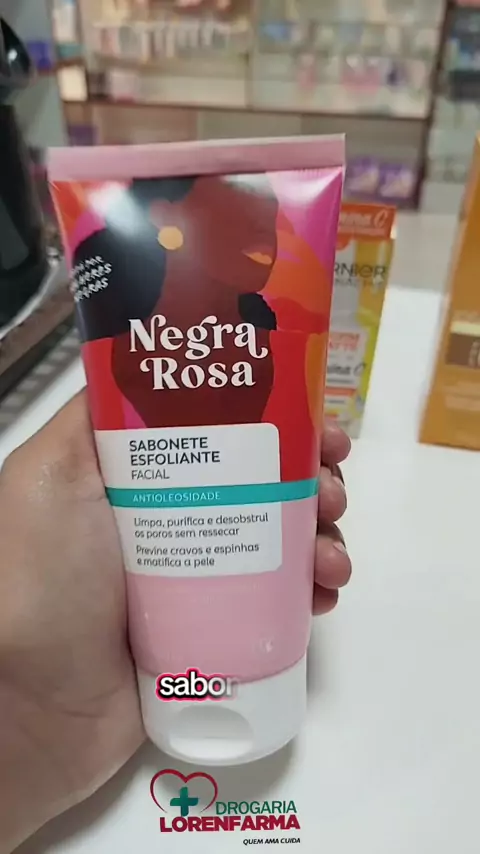 Negra
Rosa
SABONETE
ESFOLIANTE
FACIAL
ANTIOLEOSIDADE
Limpa, purifica e desobstrui
os poros sem ressecar
Previne cravos e espinhas
e matifica a pele
sabon
DROGARIA
LORENFARMA
QUEM AMA CUIDA